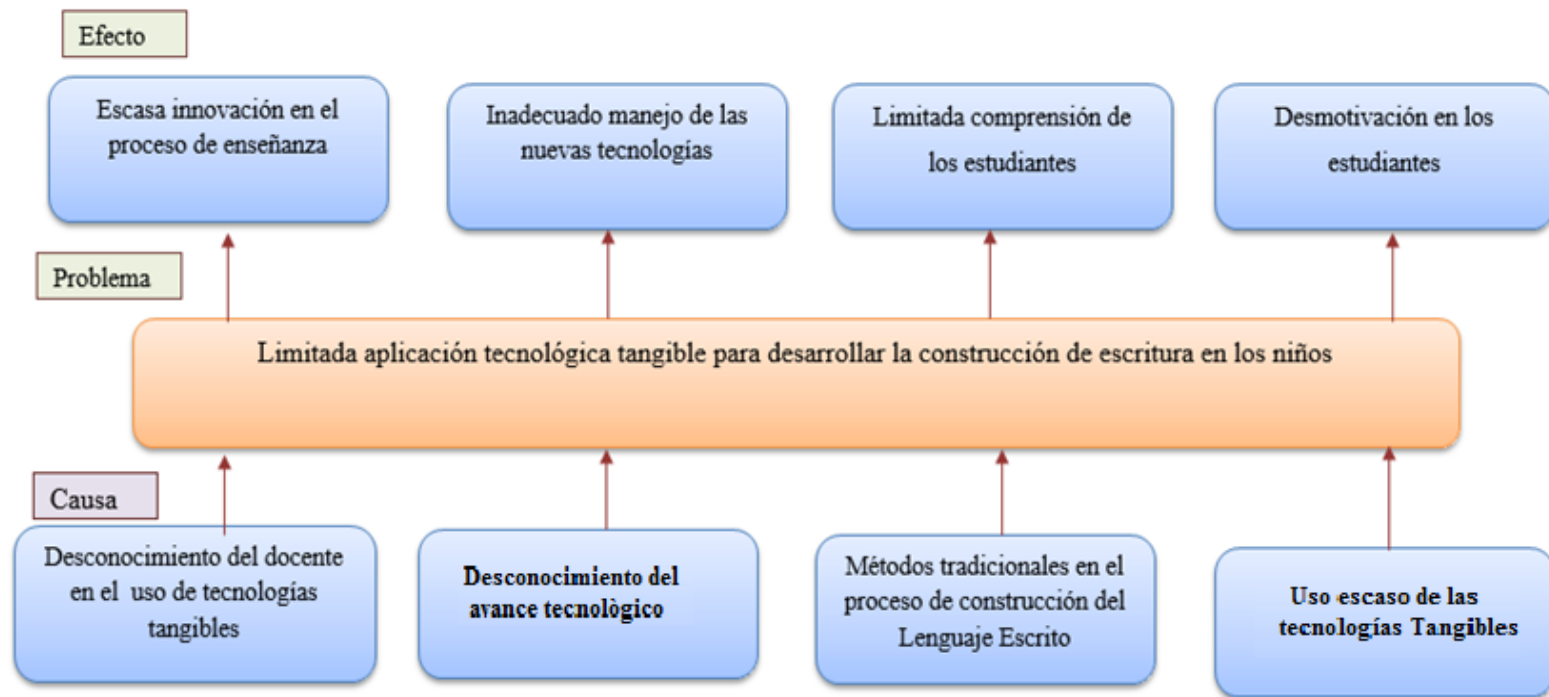 Efecto
Escasa innovación en el
proceso de enseñanza
Inadecuado manejo de las
nuevas tecnologías
Limitada comprensión de
los estudiantes
Desmotivación en los
estudiantes
Problema
Limitada aplicación tecnológica tangible para desarrollar la construcción de escritura en los niños
Causa
Desconocimiento del docente
en el uso de tecnologías
tangibles
Desconocimiento del
avance tecnològico
Métodos tradicionales en el
proceso de construcción del
Lenguaje Escrito
Uso escaso de las
tecnologías Tangibles